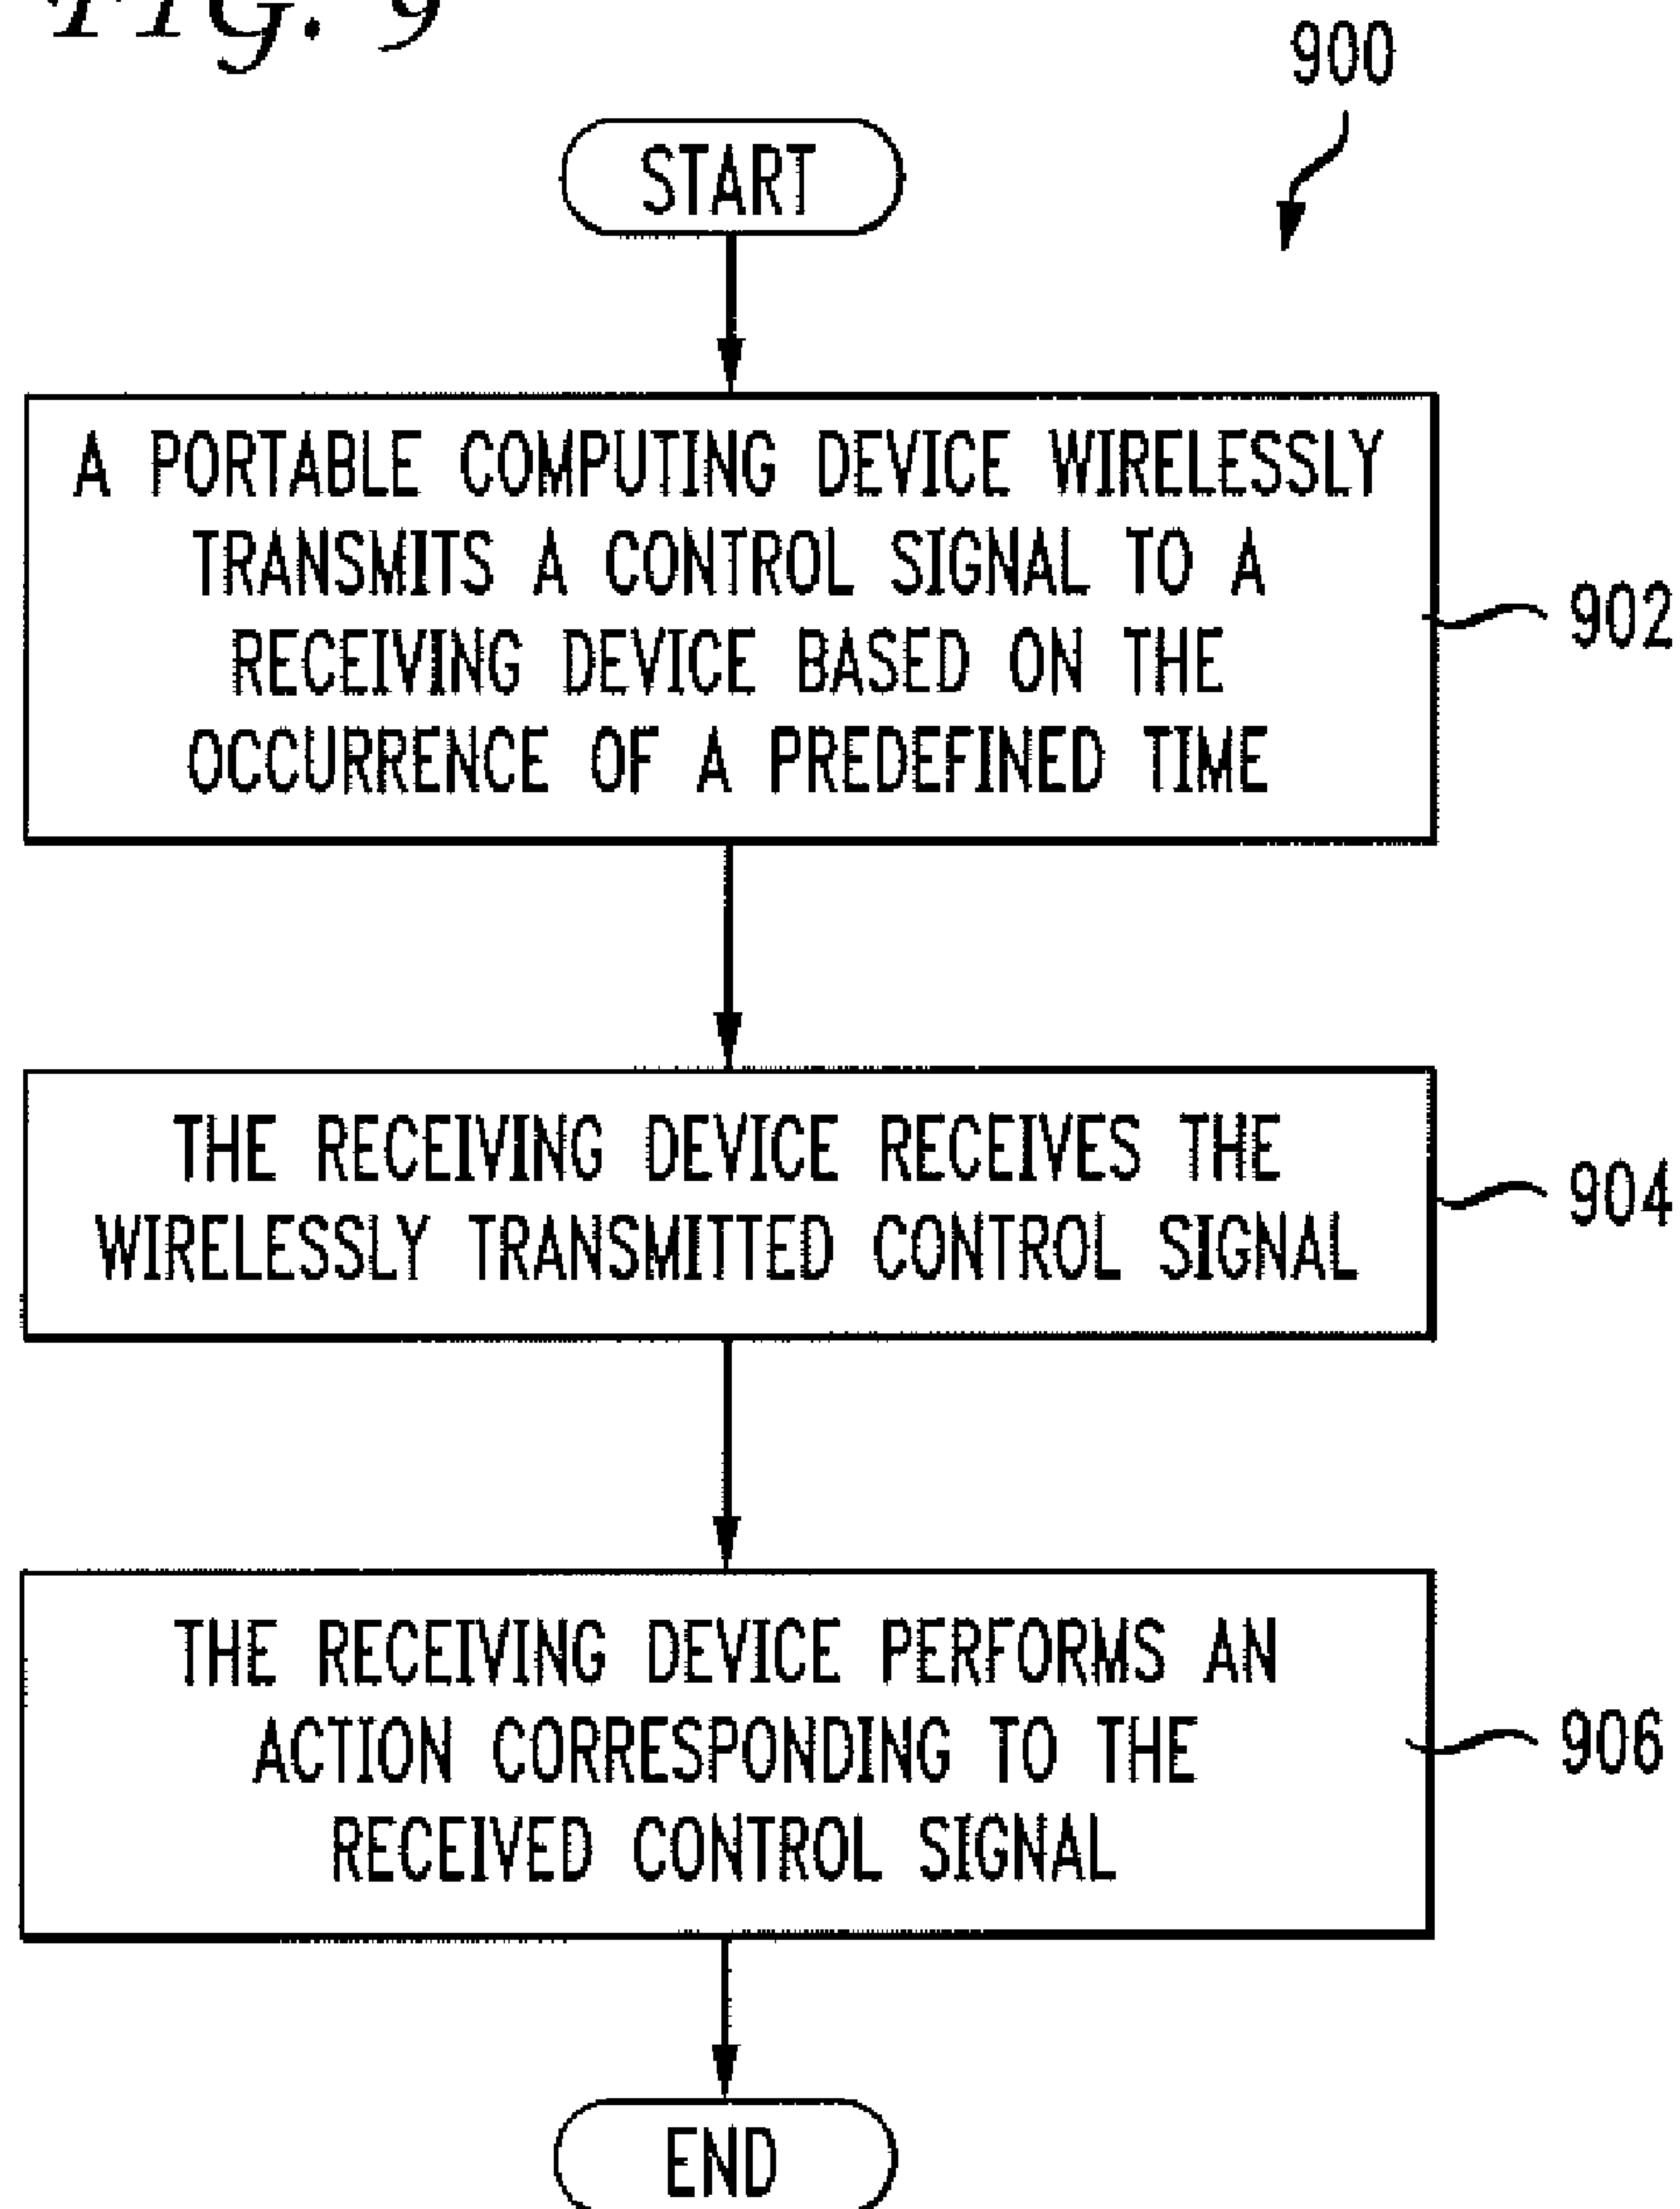 FIG. 9
900
START
A PORTABLE COMPUTING DEVICE WIRELESSLY
TRANSMITS A CONTROL SIGNAL TO A
RECEIVING DEVICE BASED ON THE
OCCURRENCE OF A PREDEFINED TIME
902
THE RECEIVING DEVICE RECEIVES THE
WIRELESSLY TRANSMITTED CONTROL SIGNAL
904
THE RECEIVING DEVICE PERFORMS AN
ACTION CORRESPONDING TO THE
RECEIVED CONTROL SIGNAL
906
END